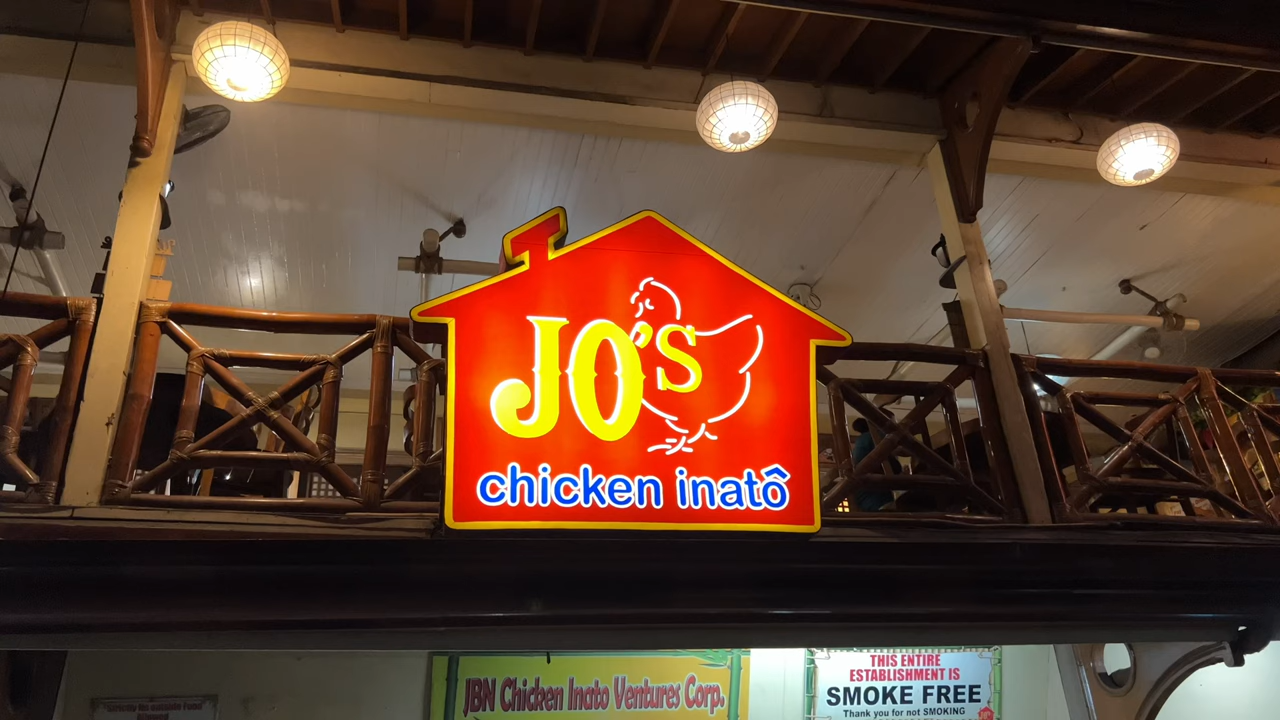 JO'S
chicken inatô
JBN Chicken Inato Ventures Corp.
THIS ENTIRE
ESTABLISHMENT IS
SMOKE FREE
Thank you for not SMOKING